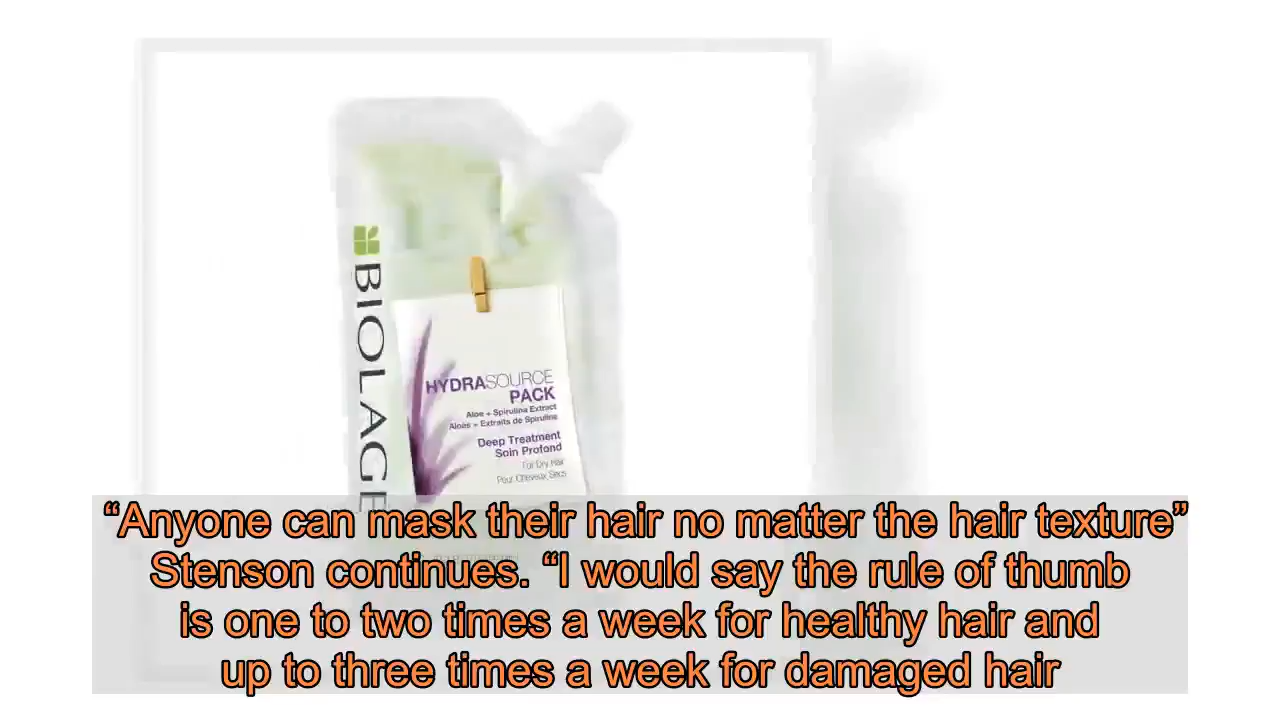 BIOLAGE
HYDRASOURCE
PACK
Aloe + Spirulina Extract
Aloès + Extraits de Spirulina
Deep Treatment
Soin Profond
For Dry Hair
Pour Cheveux Secs
“Anyone can mask their hair no matter the hair texture”
Stenson continues. “I would say the rule of thumb
is one to two times a week for healthy hair and
up to three times a week for damaged hair